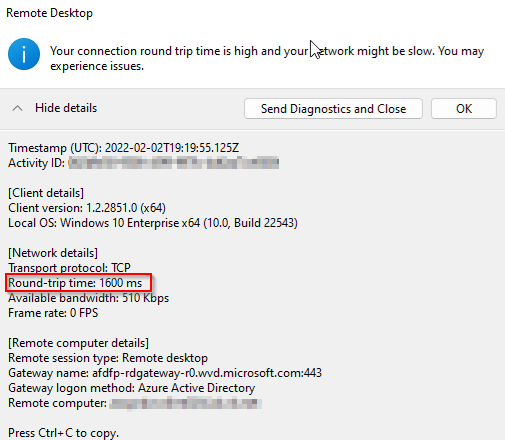 Remote Desktop
Your connection round trip time is high and your network might be slow. You may
experience issues.
Hide details
Send Diagnostics and Close
OK
Timestamp (UTC): 2022-02-02T19:19:55.125Z
Activity ID:
[Client details]
Client version: 1.2.2851.0 (x64)
Local OS: Windows 10 Enterprise x64 (10.0, Build 22543)
[Network details]
Transport protocol: TCP
Round-trip time: 1600 ms
Available bandwidth: 510 Kbps
Frame rate: 0 FPS
[Remote computer details]
Remote session type: Remote desktop
Gateway name: afdfp-rdgateway-r0.wvd.microsoft.com:443
Gateway logon method: Azure Active Directory
Remote computer:
Press Ctrl+C to copy.